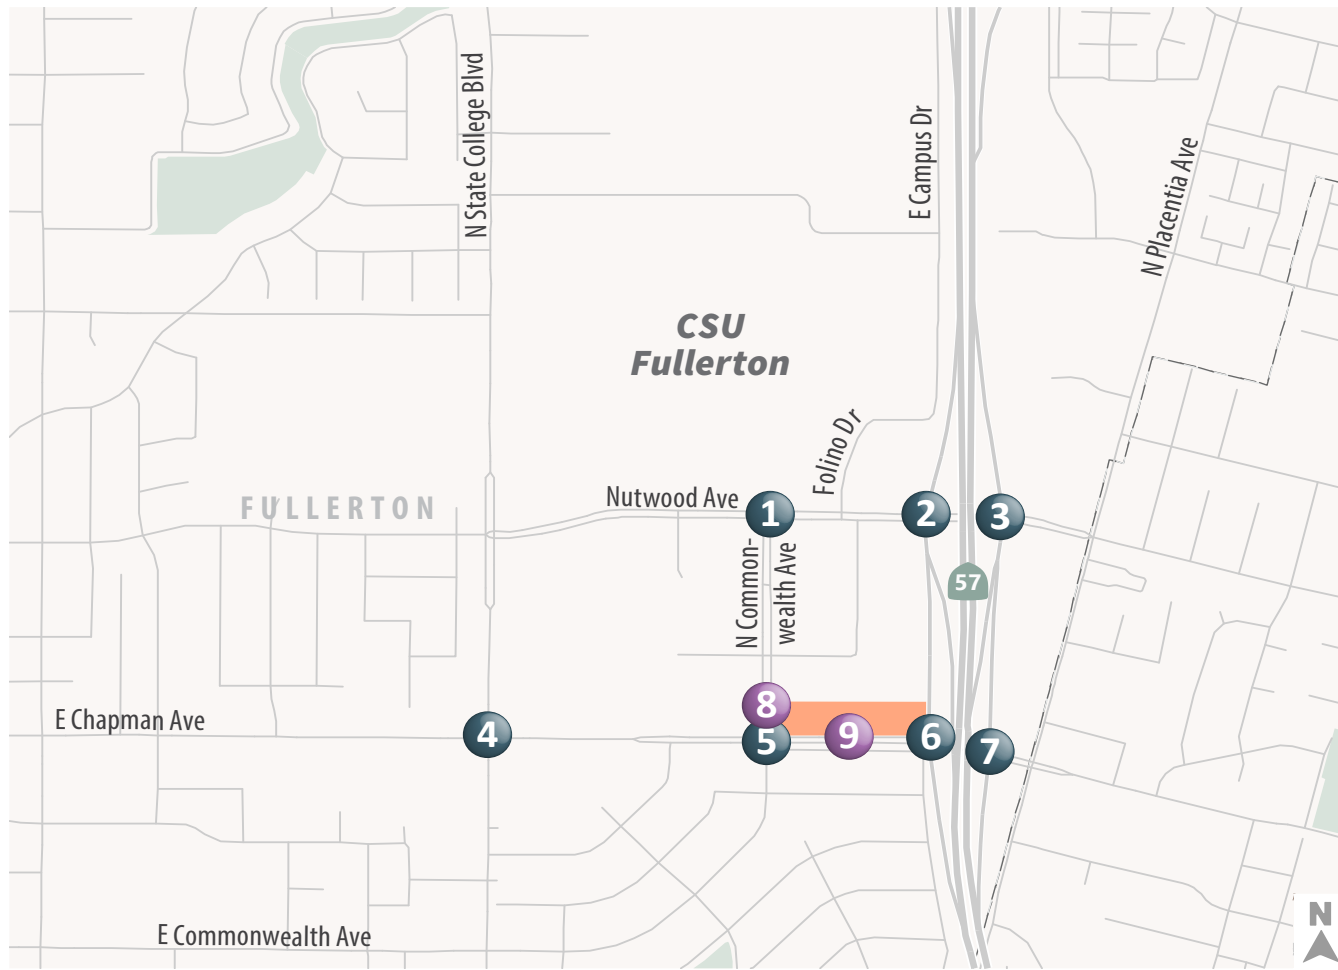 N State College Blvd
E Campus Dr
N Placentia Ave
CSU
Fullerton
Folino Dr
FULLERTON
Nutwood Ave
1
2
3
N Common-
wealth Ave
57
8
E Chapman Ave
4
5
9
6
7
E Commonwealth Ave
N